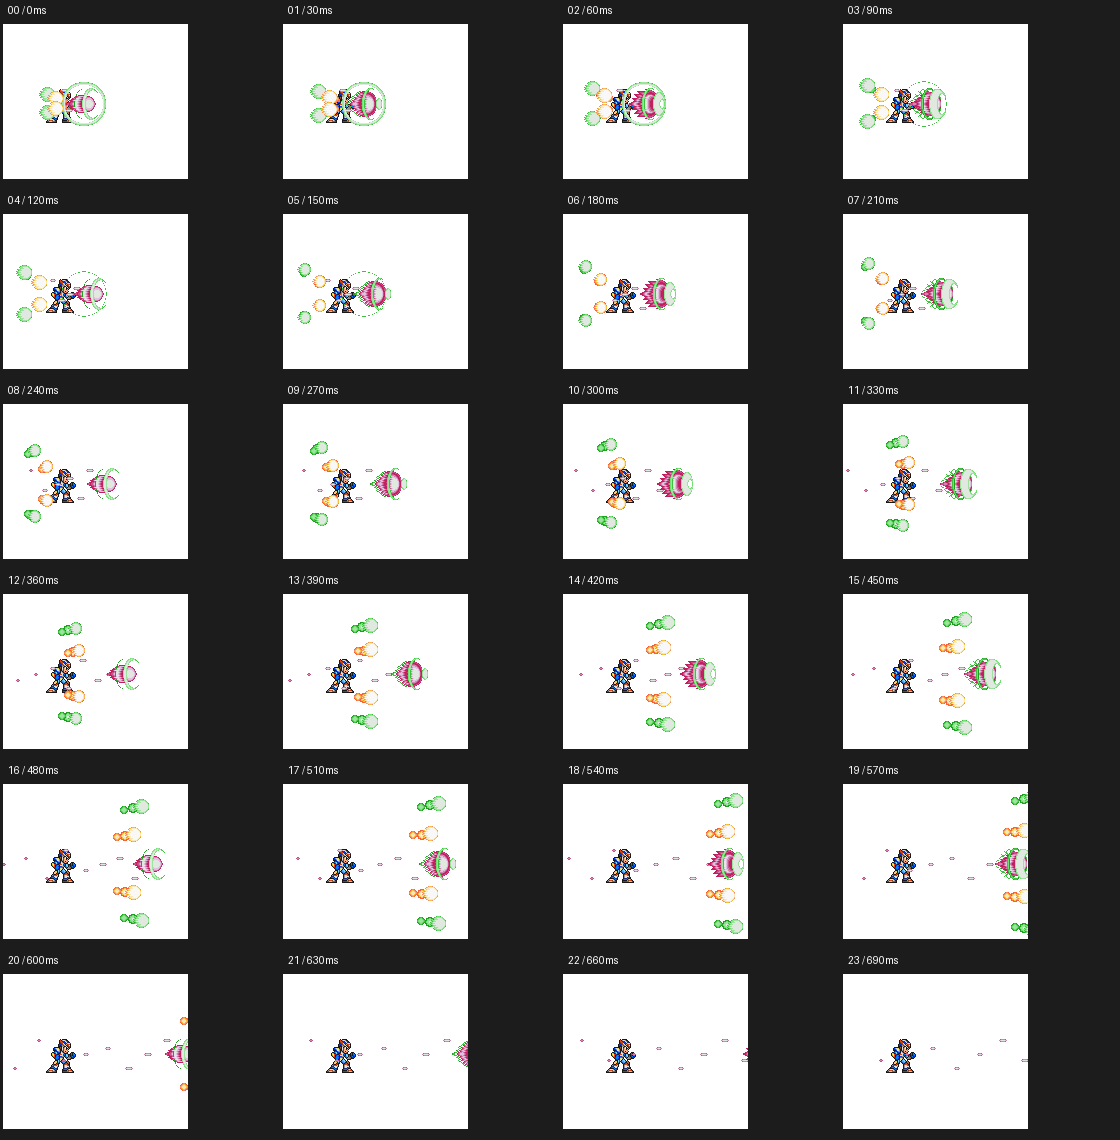 00 / 0ms 01 / 30ms 02 / 60ms 03 / 90ms
04 / 120ms 05 / 150ms 06 / 180ms 07 / 210ms
08 / 240ms 09 / 270ms 10 / 300ms 11 / 330ms
12 / 360ms 13 / 390ms 14 / 420ms 15 / 450ms
16 / 480ms 17 / 510ms 18 / 540ms 19 / 570ms
20 / 600ms 21 / 630ms 22 / 660ms 23 / 690ms